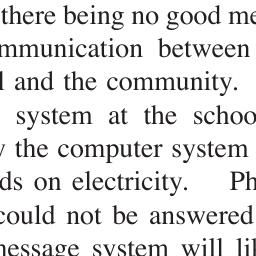 there being no good me
mmunication between
l and the community.
system at the schoo
y the computer system
ds on electricity. Ph
could not be answered
message system will lik